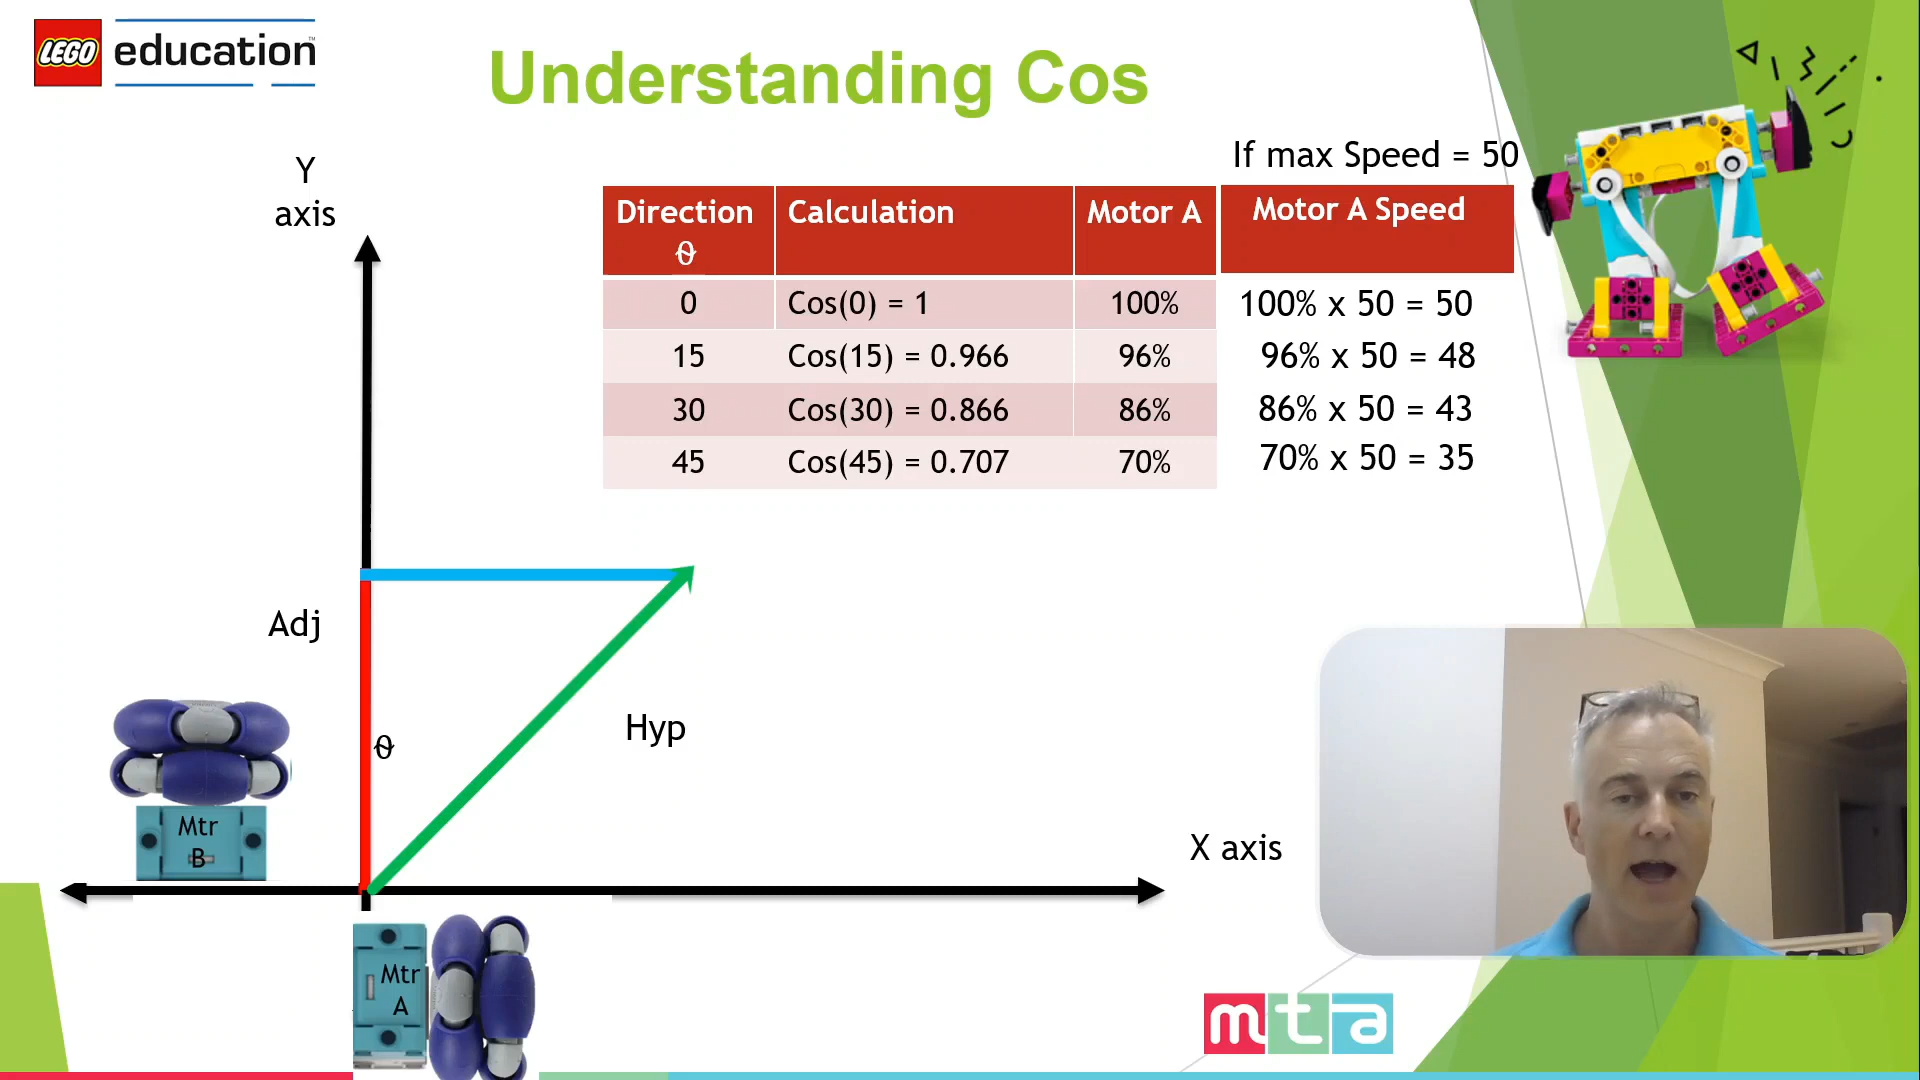 LEGO education™
Understanding Cos
Y
axis
If max Speed = 50
Direction Calculation Motor A Motor A Speed
θ
0 Cos(0) = 1 100% 100% x 50 = 50
15 Cos(15) = 0.966 96% 96% x 50 = 48
30 Cos(30) = 0.866 86% 86% x 50 = 43
45 Cos(45) = 0.707 70% 70% x 50 = 35
Adj
θ
Hyp
Mtr
B
X axis
Mtr
A
mta